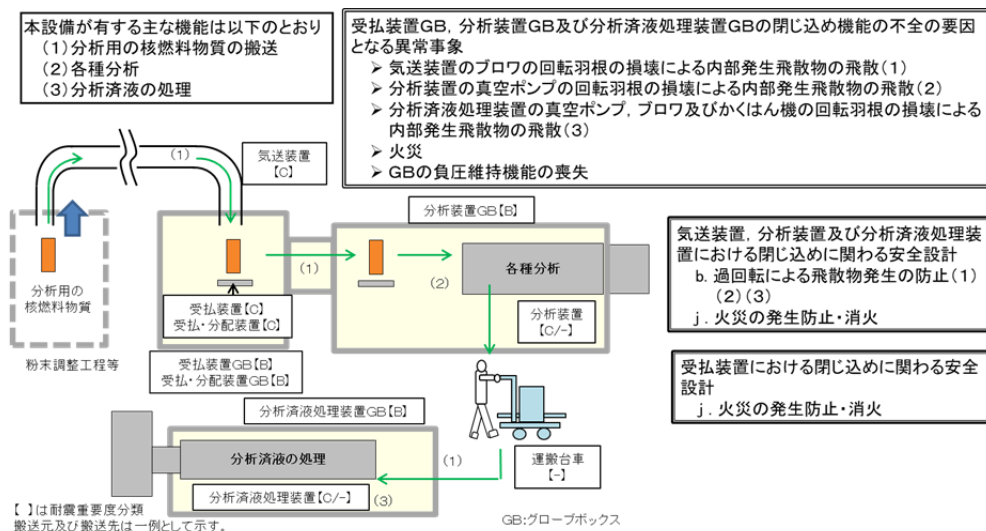 本設備が有する主な機能は以下のとおり
(1)分析用の核燃料物質の搬送
(2)各種分析
(3)分析済液の処理
受払装置GB，分析装置GB及び分析済液処理装置GBの閉じ込め機能の不全の要因
となる異常事象
➢ 気送装置のブロワの回転羽根の損壊による内部発生飛散物の飛散(1)
➢ 分析装置の真空ポンプの回転羽根の損壊による内部発生飛散物の飛散(2)
➢ 分析済液処理装置の真空ポンプ，ブロワ及びかくはん機の回転羽根の損壊による
内部発生飛散物の飛散(3)
➢ 火災
➢ GBの負圧維持機能の喪失
(1)
気送装置
【C】
分析用の
核燃料物質
粉末調整工程等
受払装置【C】
受払・分配装置【C】
受払装置GB【B】
受払・分配装置GB【B】
(1)
分析装置GB【B】
(2)
各種分析
分析装置
【C/-】
気送装置，分析装置及び分析済液処理装
置における閉じ込めに関わる安全設計
b. 過回転による飛散物発生の防止(1)
(2)(3)
j. 火災の発生防止・消火
受払装置における閉じ込めに関わる安全
設計
j. 火災の発生防止・消火
分析済液処理装置GB【B】
分析済液の処理
分析済液処理装置【C/-】
(3)
(1)
運搬台車
【-】
【 】は耐震重要度分類
搬送元及び搬送先は一例として示す。
GB:グローブボックス